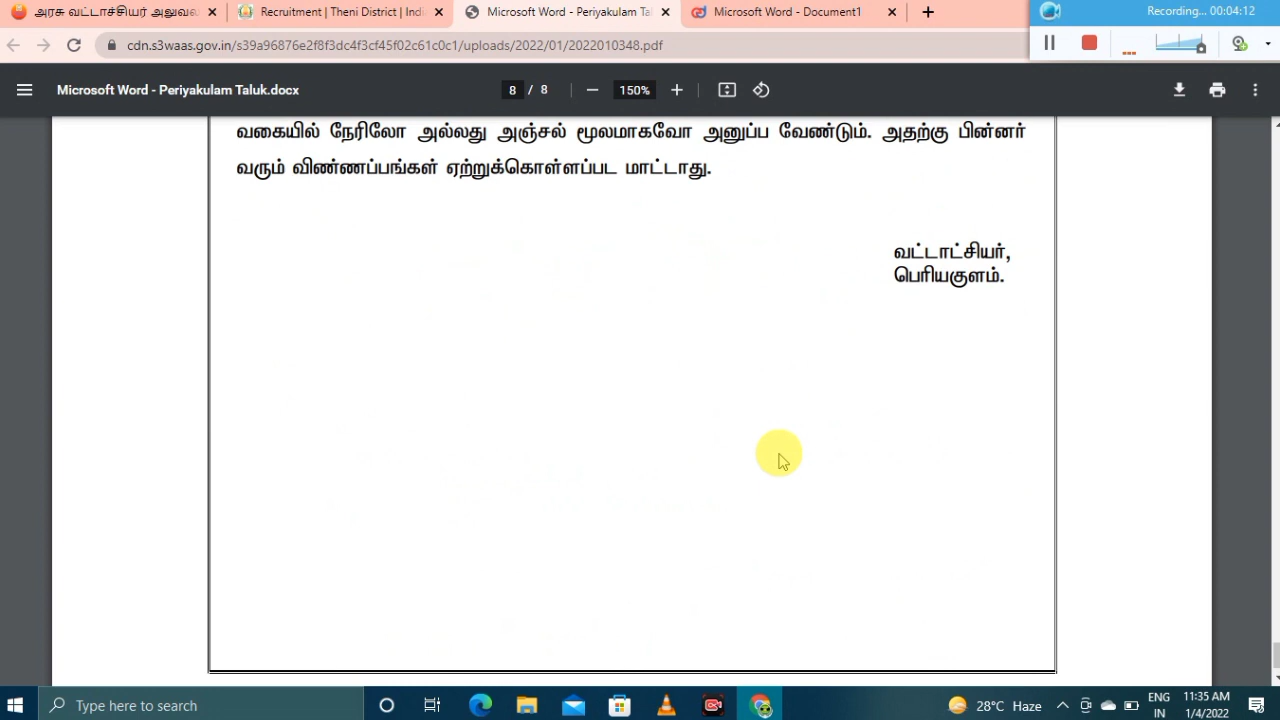 அரசு வட்டாச்சியர் அலுவல
Recruitment | Theni District | Indi
Microsoft Word - Periyakulam Tal
Microsoft Word - Document1
Recording... 00:04:12
cdn.s3waas.gov.in/s39a96876e2f8f3dc4f3cf45f02c61c0c1/uploads/2022/01/2022010348.pdf
Microsoft Word - Periyakulam Taluk.docx
8 / 8
150%
வகையில் நேரிலோ அல்லது அஞ்சல் மூலமாகவோ அனுப்ப வேண்டும். அதற்கு பின்னர்
வரும் விண்ணப்பங்கள் ஏற்றுக்கொள்ளப்பட மாட்டாது.
வட்டாட்சியர்,
பெரியகுளம்.
Type here to search
28°C Haze
ENG
IN
11:35 AM
1/4/2022